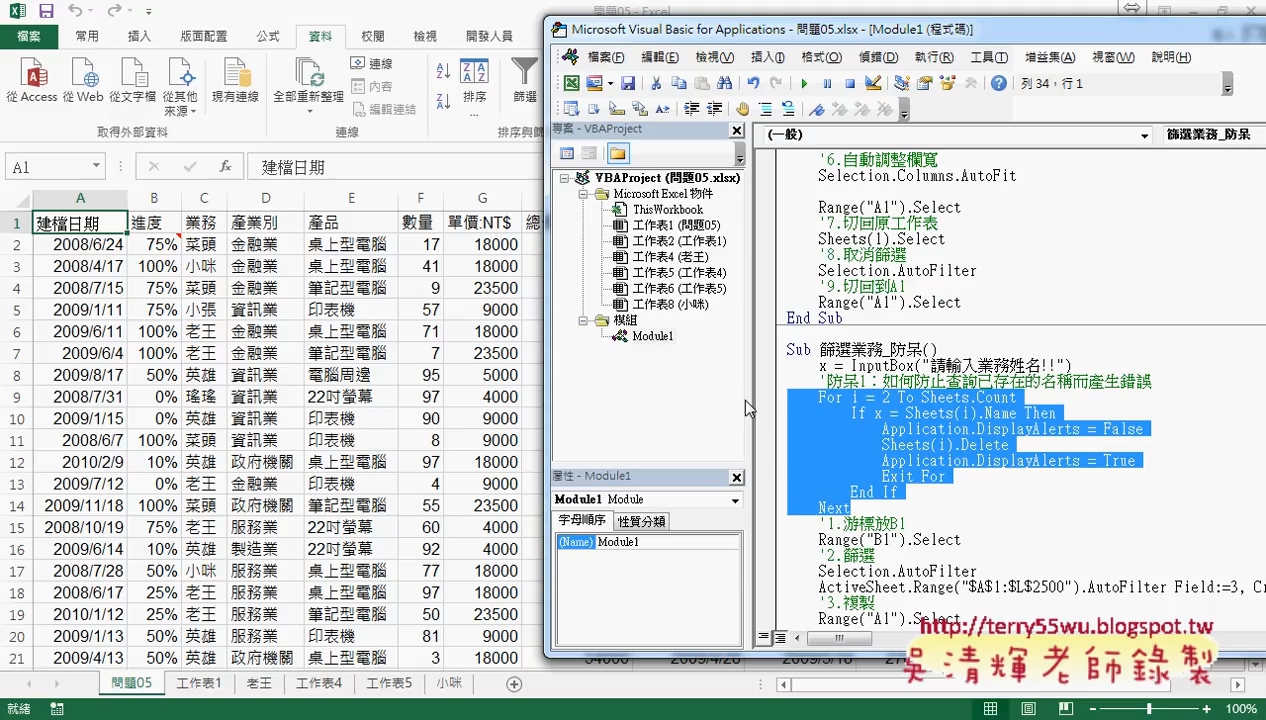 問題05 - Excel
檔案 常用 插入 版面配置 公式 資料 校閱 檢視 開發人員
從 Access 從 Web 從文字檔 從其他來源 現有連線 全部重新整理 連線 內容 編輯連結 排序... 篩選
取得外部資料 連線
A1 fx 建檔日期
A B C D E F G
1 建檔日期 進度 業務 產業別 產品 數量 單價:NT$
2 2008/6/24 75% 菜頭 金融業 桌上型電腦 17 18000
3 2008/4/17 100% 小咪 金融業 桌上型電腦 41 18000
4 2008/7/15 75% 菜頭 金融業 桌上型電腦 9 23500
5 2009/1/11 75% 小張 資訊業 印表機 57 9000
6 2009/6/11 100% 老王 金融業 桌上型電腦 71 18000
7 2009/6/4 100% 老王 金融業 筆記型電腦 7 23500
8 2009/8/17 50% 英雄 資訊業 電腦周邊 95 5000
9 2008/7/31 0% 瑤瑤 資訊業 22吋螢幕 97 4000
10 2009/1/15 0% 英雄 資訊業 印表機 90 9000
11 2008/6/7 100% 菜頭 資訊業 印表機 8 9000
12 2010/2/9 10% 英雄 政府機關 桌上型電腦 97 18000
13 2009/7/12 0% 英雄 資訊業 印表機 4 9000
14 2009/11/18 100% 菜頭 政府機關 筆記型電腦 55 23500
15 2008/10/19 75% 老王 服務業 22吋螢幕 60 4000
16 2009/6/14 10% 英雄 製造業 22吋螢幕 92 4000
17 2008/7/28 50% 小咪 服務業 桌上型電腦 77 18000
18 2009/6/17 25% 老王 服務業 桌上型電腦 97 18000
19 2010/1/12 25% 老王 服務業 筆記型電腦 50 23500
20 2009/1/13 50% 英雄 服務業 印表機 81 9000
21 2009/4/13 50% 英雄 政府機關 桌上型電腦 3 18000
問題05 工作表1 老王 工作表4 工作表5 小咪
就緒 100%
Microsoft Visual Basic for Applications - 問題05.xlsx - [Module1 (程式碼)]
檔案(F) 編輯(E) 檢視(V) 插入(I) 格式(O) 偵錯(D) 執行(R) 工具(T) 增益集(A) 視窗(W) 說明(H)
列 34，行 1
專案 - VBAProject
VBAProject (問題05.xlsx)
Microsoft Excel 物件
ThisWorkbook
工作表1 (問題05)
工作表2 (工作表1)
工作表4 (老王)
工作表5 (工作表4)
工作表6 (工作表5)
工作表8 (小咪)
模組
Module1
屬性 - Module1
Module1 Module
字母順序 性質分類
(Name) Module1
(一般) 篩選業務_防呆
'6.自動調整欄寬
Selection.Columns.AutoFit
Range("A1").Select
'7.切回原工作表
Sheets(1).Select
'8.取消篩選
Selection.AutoFilter
'9.切回到A1
Range("A1").Select
End Sub
Sub 篩選業務_防呆()
x = InputBox("請輸入業務姓名!!")
'防呆1：如何防止查詢已存在的名稱而產生錯誤
For i = 2 To Sheets.Count
If x = Sheets(i).Name Then
Application.DisplayAlerts = False
Sheets(i).Delete
Application.DisplayAlerts = True
Exit For
End If
Next
'1.游標放B1
Range("B1").Select
'2.篩選
Selection.AutoFilter
ActiveSheet.Range("$A$1:$L$2500").AutoFilter Field:=3, Cr
'3.複製
Range("A1").Select
http://terry55wu.blogspot.tw
吳清輝老師錄製